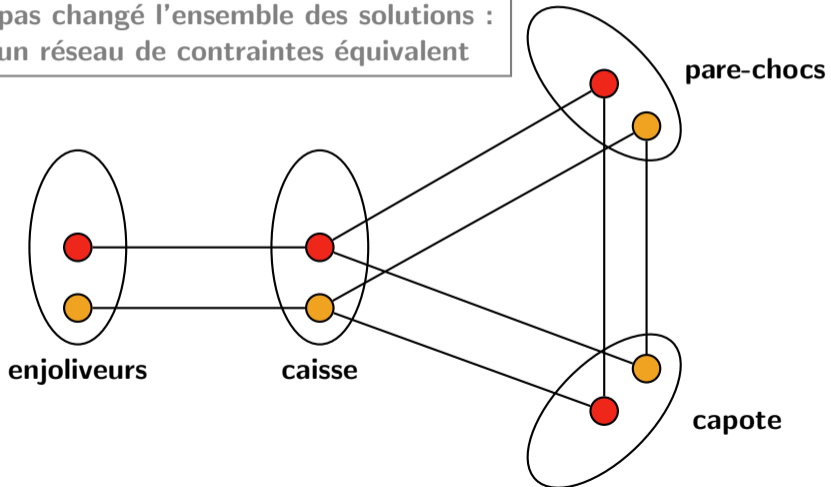 pas changé l'ensemble des solutions :
un réseau de contraintes équivalent
pare-chocs
enjoliveurs
caisse
capote